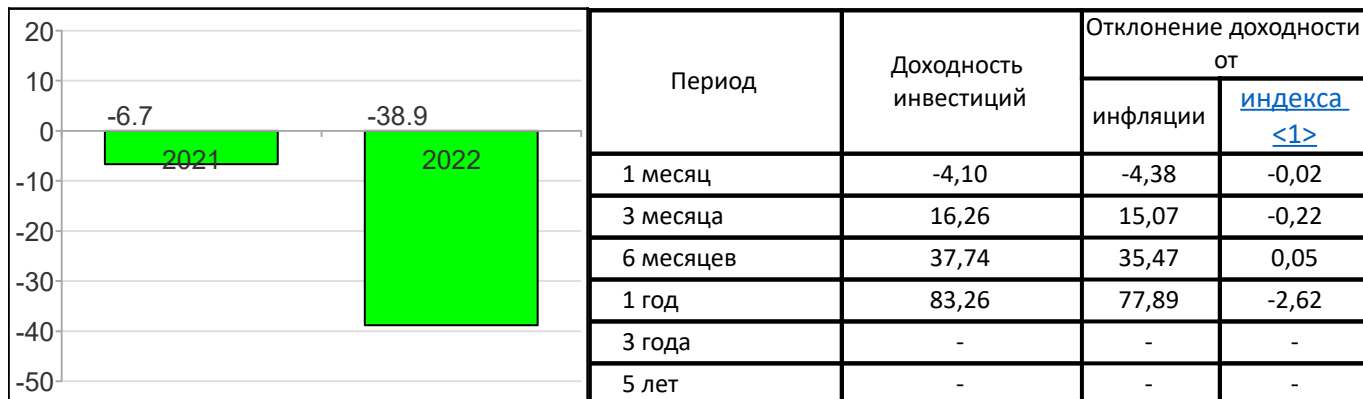 20
10
0
-10
-20
-30
-40
-50
-6.7
-38.9
2021
2022
Период
Доходность
инвестиций
Отклонение доходности
от
инфляции
индекса
<1>
1 месяц -4,10 -4,38 -0,02
3 месяца 16,26 15,07 -0,22
6 месяцев 37,74 35,47 0,05
1 год 83,26 77,89 -2,62
3 года - - -
5 лет - - -